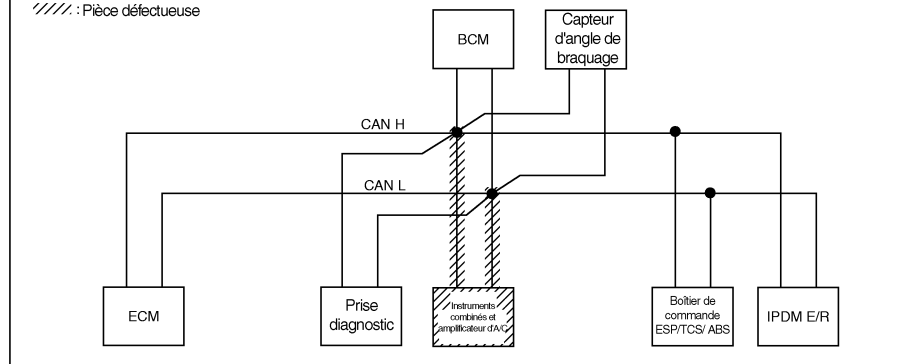 : Pièce défectueuse
BCM
Capteur
d'angle de
braquage
CAN H
CAN L
ECM
Prise
diagnostic
Instruments
combinés et
amplificateur d'A/C
Boîtier de
commande
ESP/TCS/ ABS
IPDM E/R